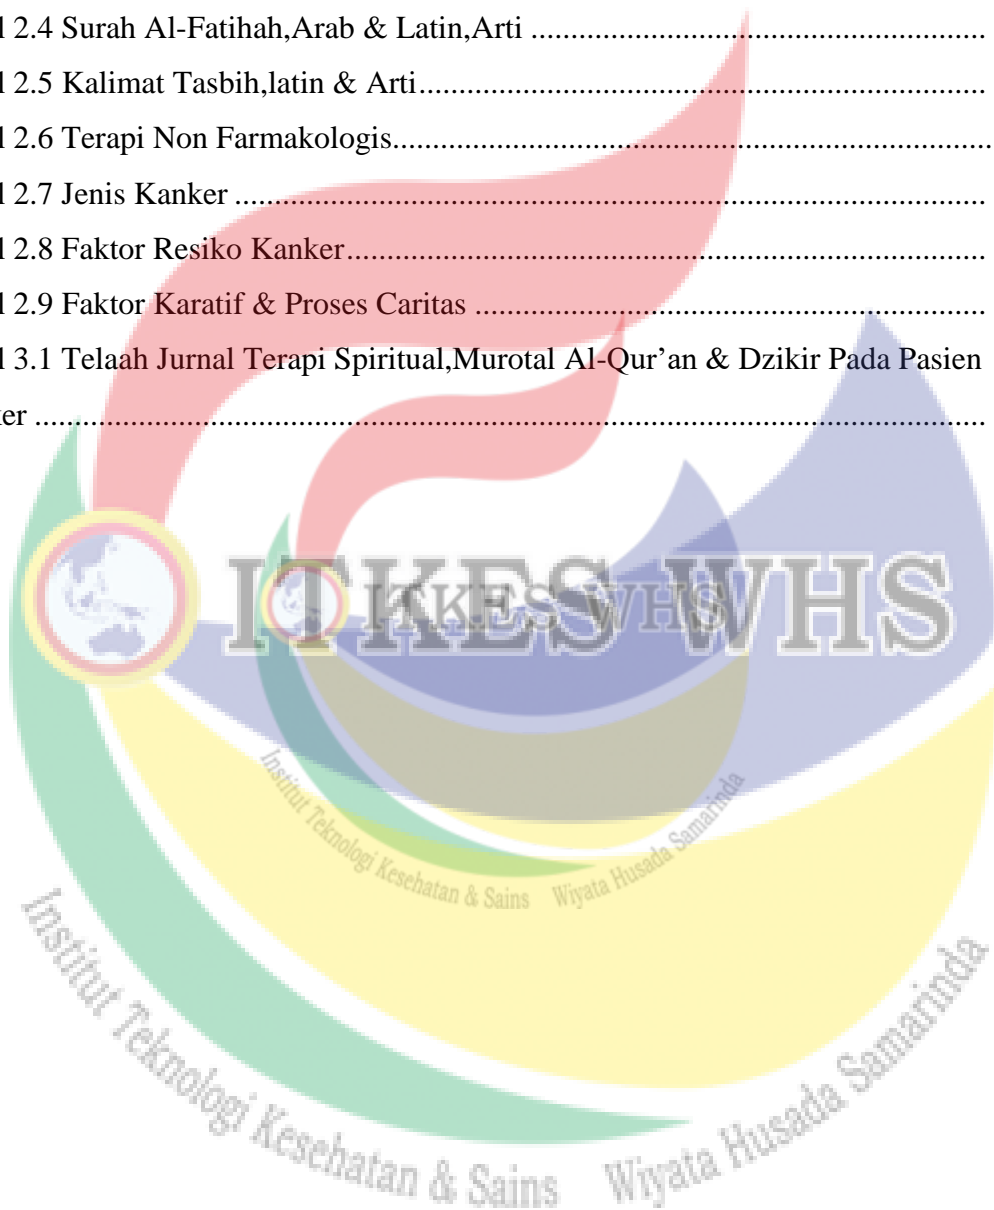 l 2.4 Surah Al-Fatihah,Arab & Latin,Arti ........................................................
l 2.5 Kalimat Tasbih,latin & Arti......................................................................
l 2.6 Terapi Non Farmakologis..........................................................................
l 2.7 Jenis Kanker .............................................................................................
l 2.8 Faktor Resiko Kanker...............................................................................
l 2.9 Faktor Karatif & Proses Caritas ...............................................................
l 3.1 Telaah Jurnal Terapi Spiritual,Murotal Al-Qur’an & Dzikir Pada Pasien
ker .....................................................................................................................
ITKES WHS
ITKES WHS
Institut Teknologi Kesehatan & Sains Wiyata Husada Samarinda
Institut Teknologi Kesehatan & Sains Wiyata Husada Samarinda